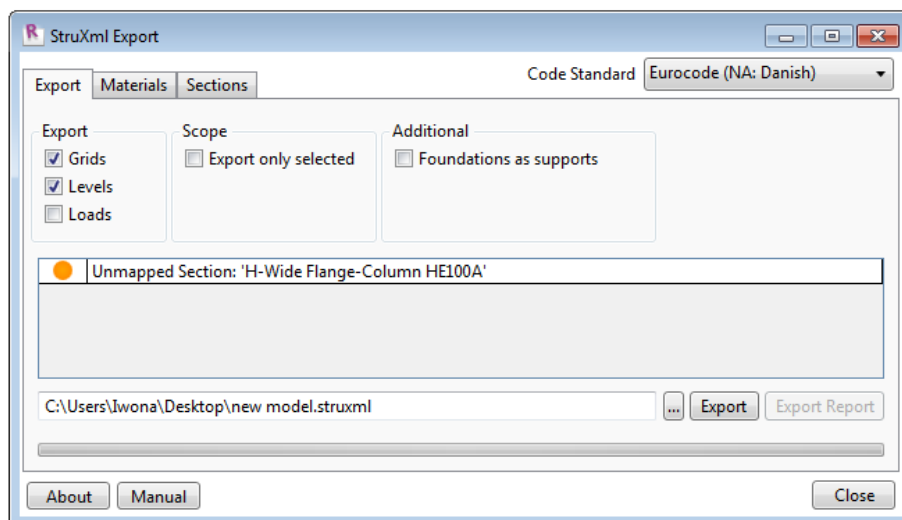 StruXml Export
Code Standard Eurocode (NA: Danish)
Export Materials Sections
Export Scope Additional
Grids Export only selected Foundations as supports
Levels
Loads
Unmapped Section: 'H-Wide Flange-Column HE100A'
C:\Users\Iwona\Desktop\new model.struxml ... Export Export Report
About Manual Close